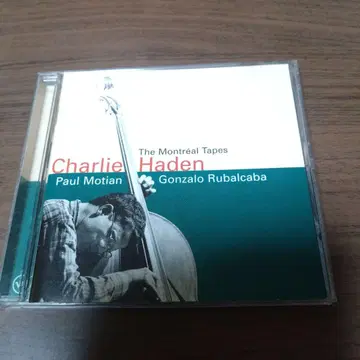 The Montréal Tapes
Charlie Haden
Paul Motian Gonzalo Rubalcaba